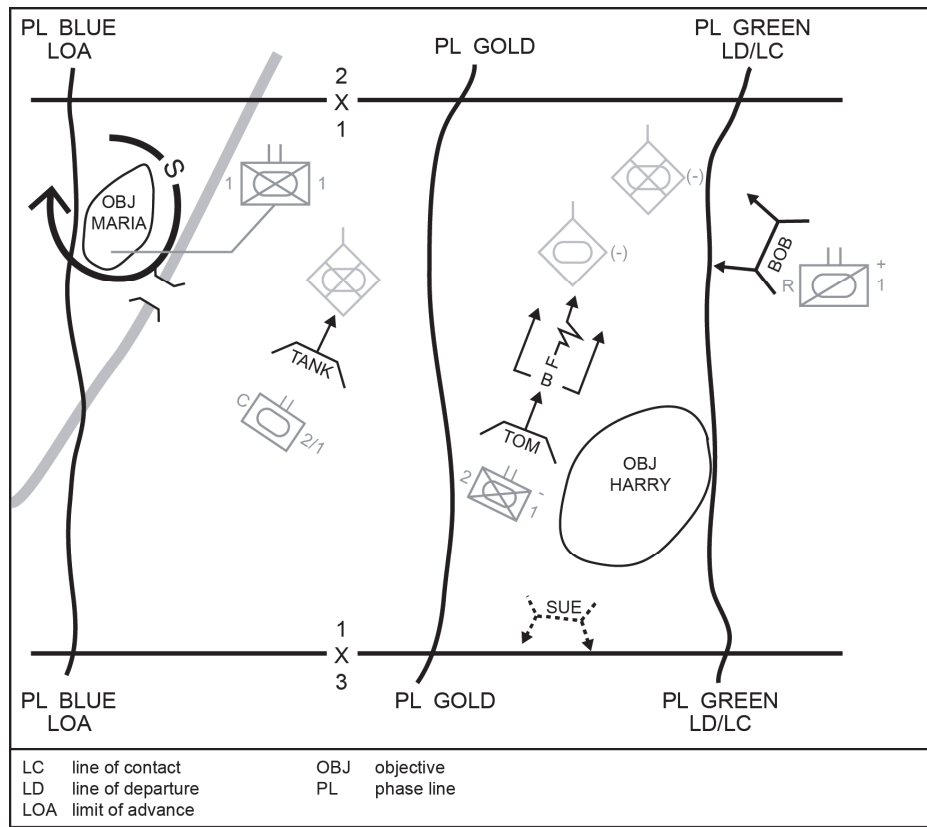 PL BLUE
LOA
PL GOLD
PL GREEN
LD/LC
2
X
1
S
OBJ
MARIA
1
1
(-)
(-)
BOB
R
+
1
TANK
C
2/1
F
B
TOM
2
-
1
OBJ
HARRY
SUE
1
X
3
PL BLUE
LOA
PL GOLD
PL GREEN
LD/LC
LC line of contact
LD line of departure
LOA limit of advance
OBJ objective
PL phase line